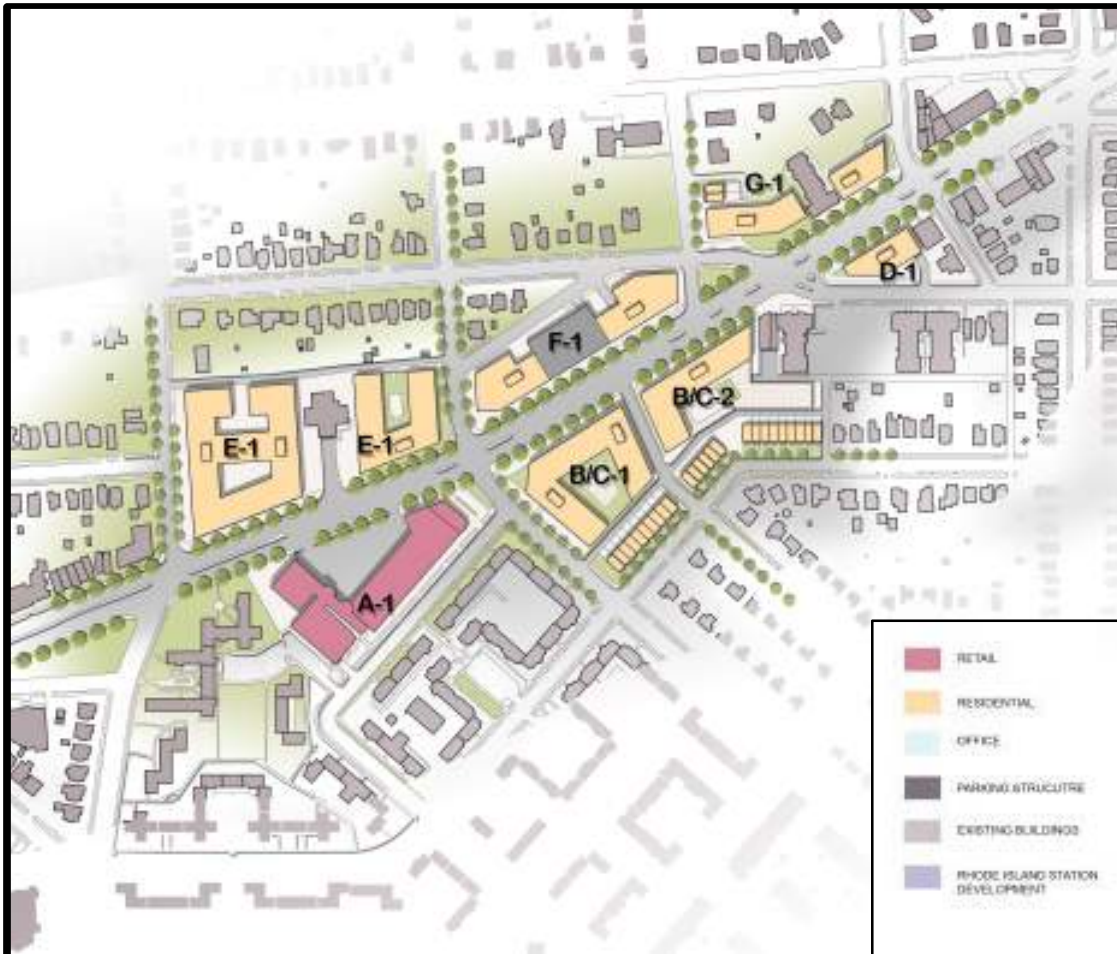 G-1
D-1
F-1
B/C-2
E-1
E-1
B/C-1
A-1
RETAIL
RESIDENTIAL
OFFICE
PARKING STRUCUTRE
EXISTING BUILDINGS
RHODE ISLAND STATION
DEVELOPMENT